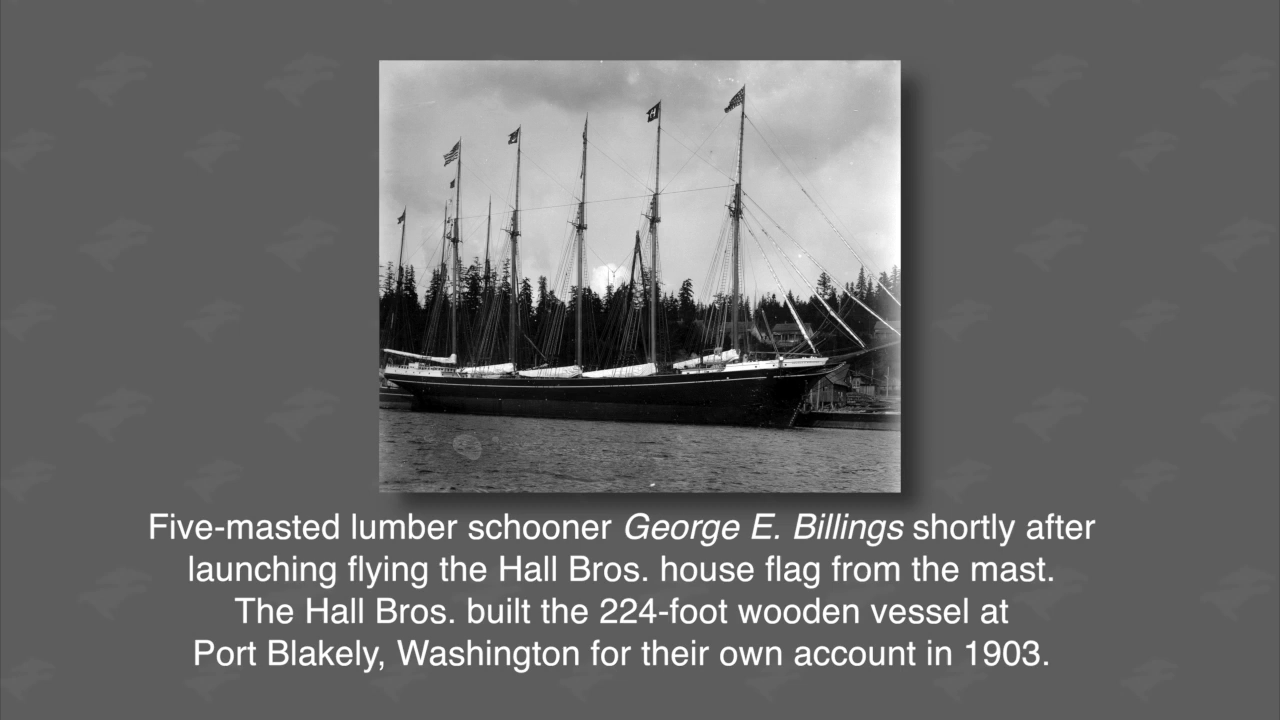 Five-masted lumber schooner George E. Billings shortly after
launching flying the Hall Bros. house flag from the mast.
The Hall Bros. built the 224-foot wooden vessel at
Port Blakely, Washington for their own account in 1903.
H